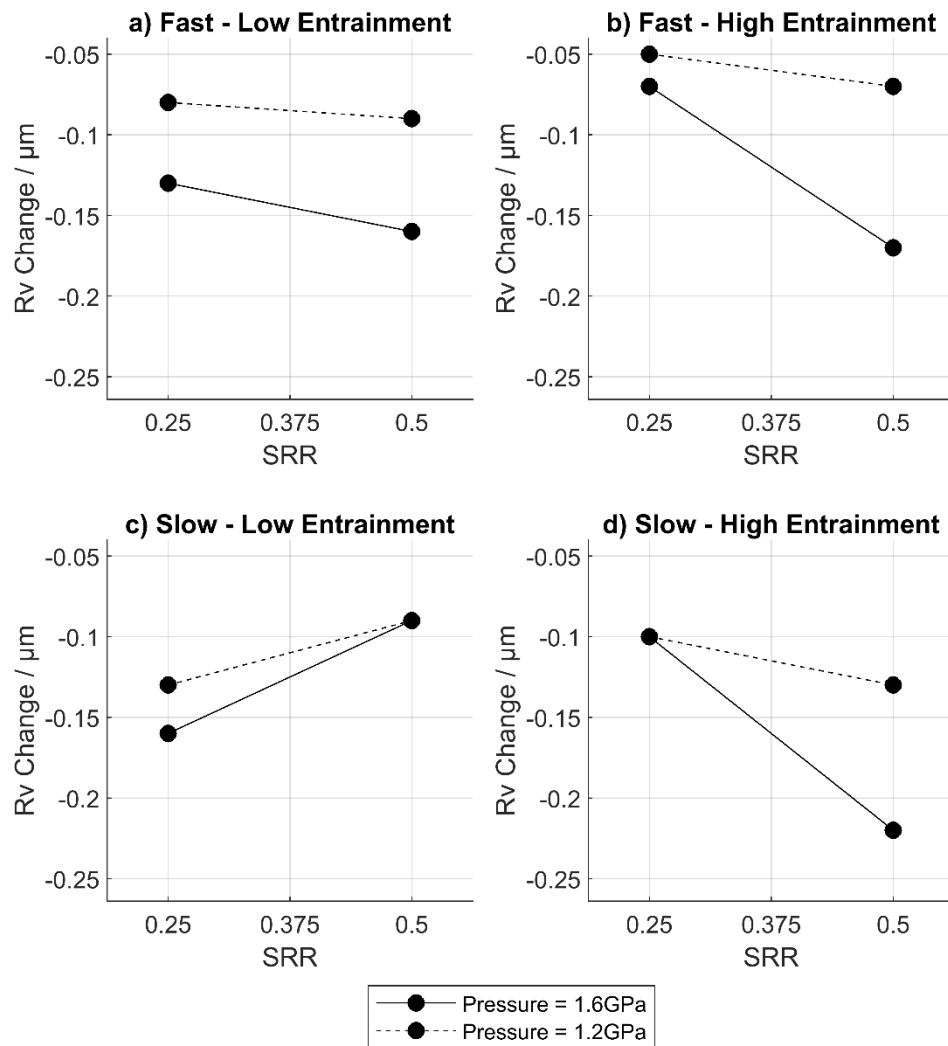 a) Fast - Low Entrainment
-0.05
-0.1
-0.15
-0.2
-0.25
Rv Change / µm
0.25 0.375 0.5
SRR
b) Fast - High Entrainment
-0.05
-0.1
-0.15
-0.2
-0.25
Rv Change / µm
0.25 0.375 0.5
SRR
c) Slow - Low Entrainment
-0.05
-0.1
-0.15
-0.2
-0.25
Rv Change / µm
0.25 0.375 0.5
SRR
d) Slow - High Entrainment
-0.05
-0.1
-0.15
-0.2
-0.25
Rv Change / µm
0.25 0.375 0.5
SRR
Pressure = 1.6GPa
Pressure = 1.2GPa